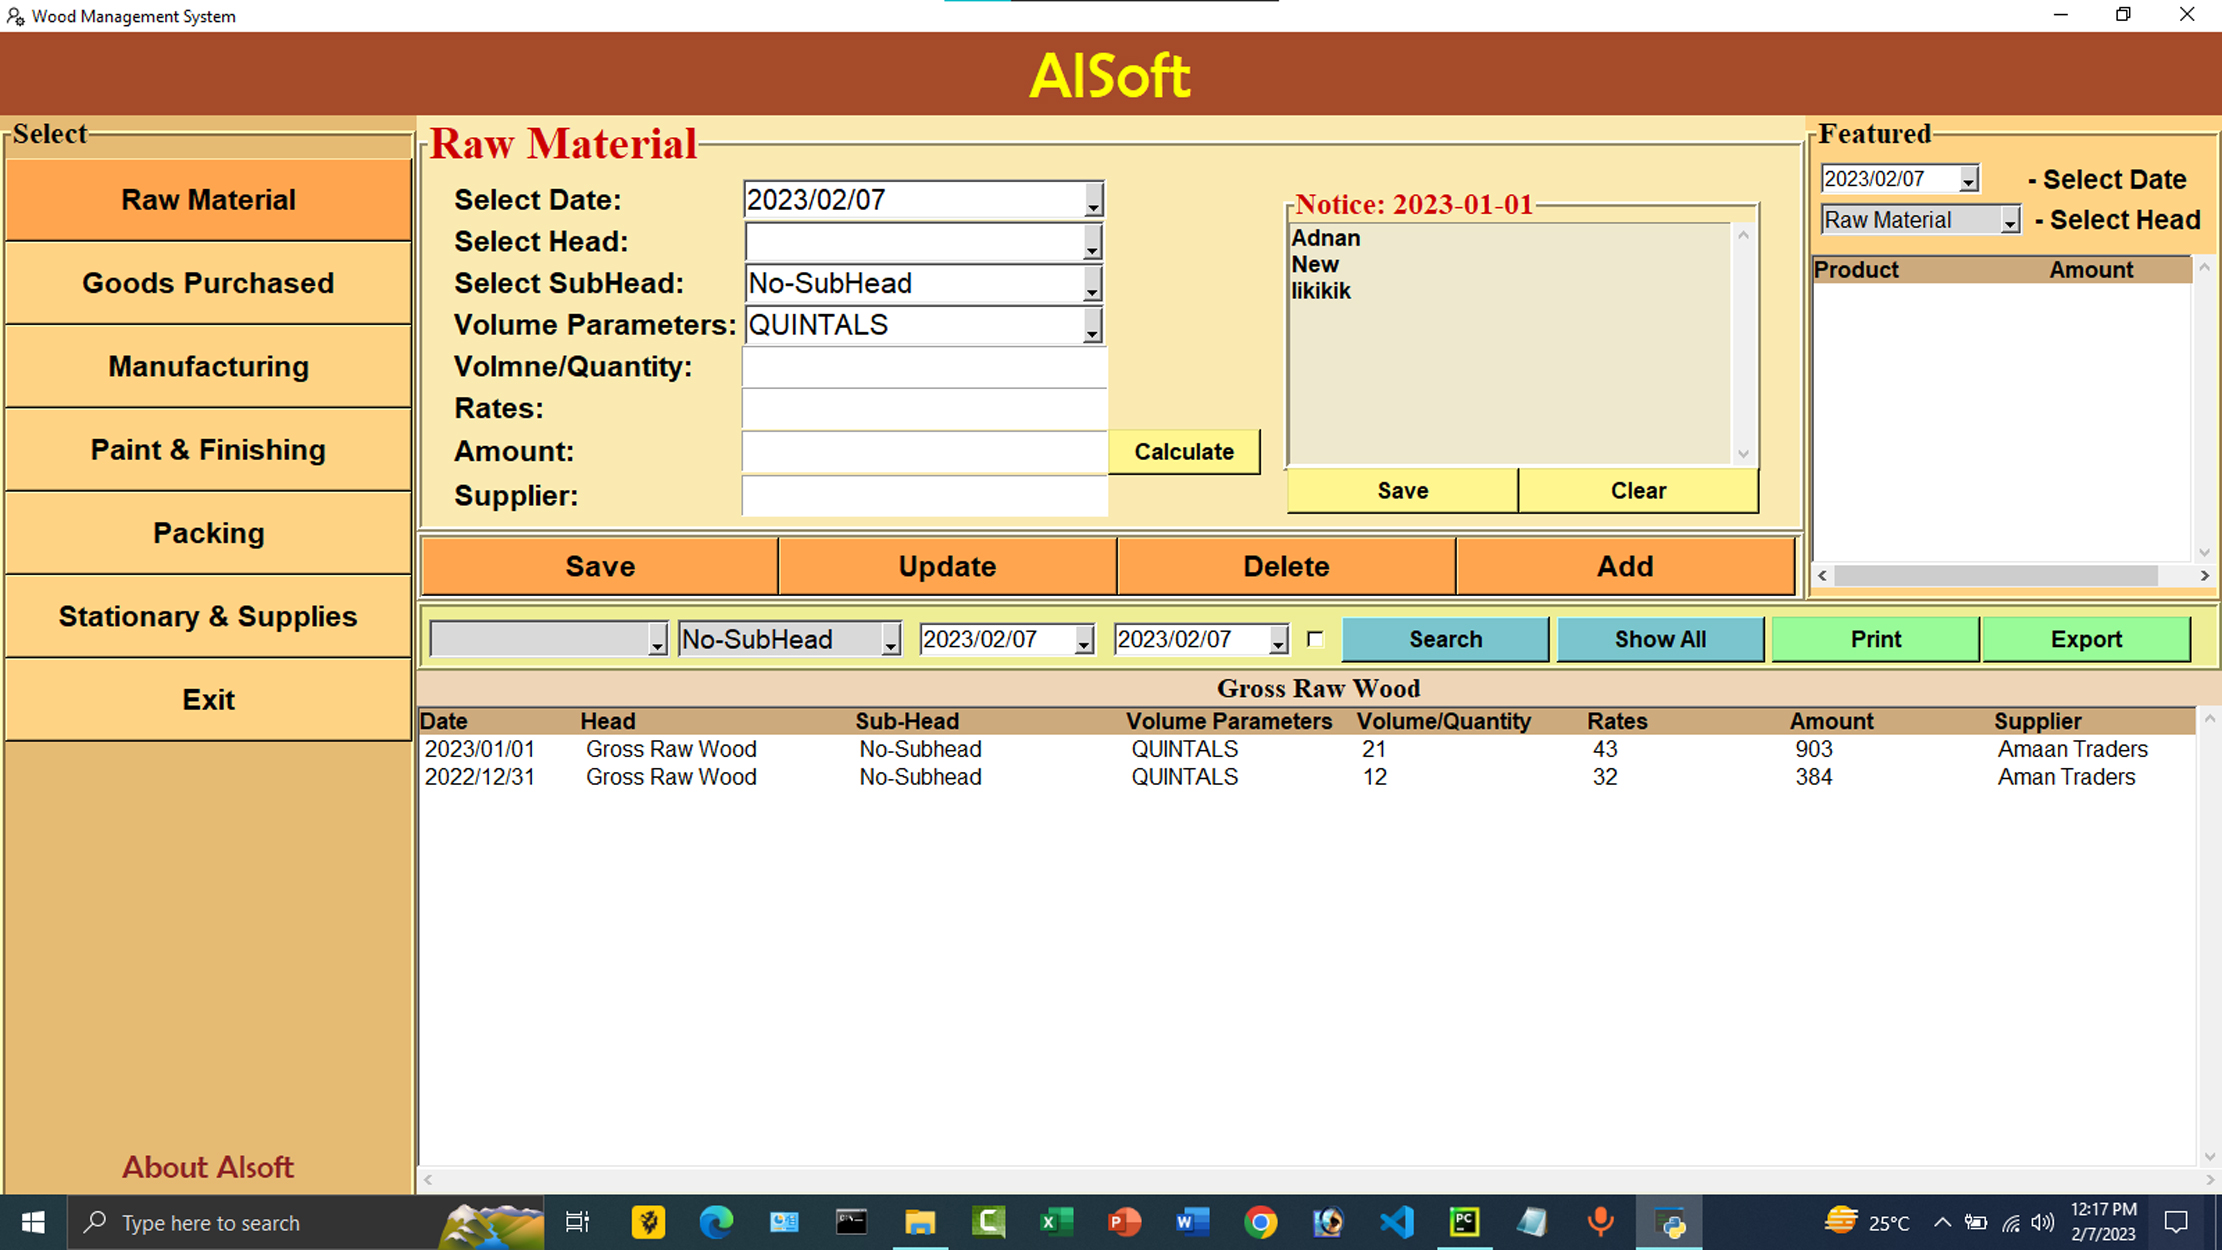 Wood Management System
AlSoft
Select
Raw Material
Goods Purchased
Manufacturing
Paint & Finishing
Packing
Stationary & Supplies
Exit
About Alsoft
Raw Material
Select Date: 2023/02/07
Select Head:
Select SubHead: No-SubHead
Volume Parameters: QUINTALS
Volmne/Quantity:
Rates:
Amount: Calculate
Supplier:
Notice: 2023-01-01
Adnan
New
likikik
Save Clear
Featured
2023/02/07 - Select Date
Raw Material - Select Head
Product Amount
Save Update Delete Add
No-SubHead 2023/02/07 2023/02/07 Search Show All Print Export
Gross Raw Wood
Date Head Sub-Head Volume Parameters Volume/Quantity Rates Amount Supplier
2023/01/01 Gross Raw Wood No-Subhead QUINTALS 21 43 903 Amaan Traders
2022/12/31 Gross Raw Wood No-Subhead QUINTALS 12 32 384 Aman Traders
Type here to search
25°C
12:17 PM
2/7/2023